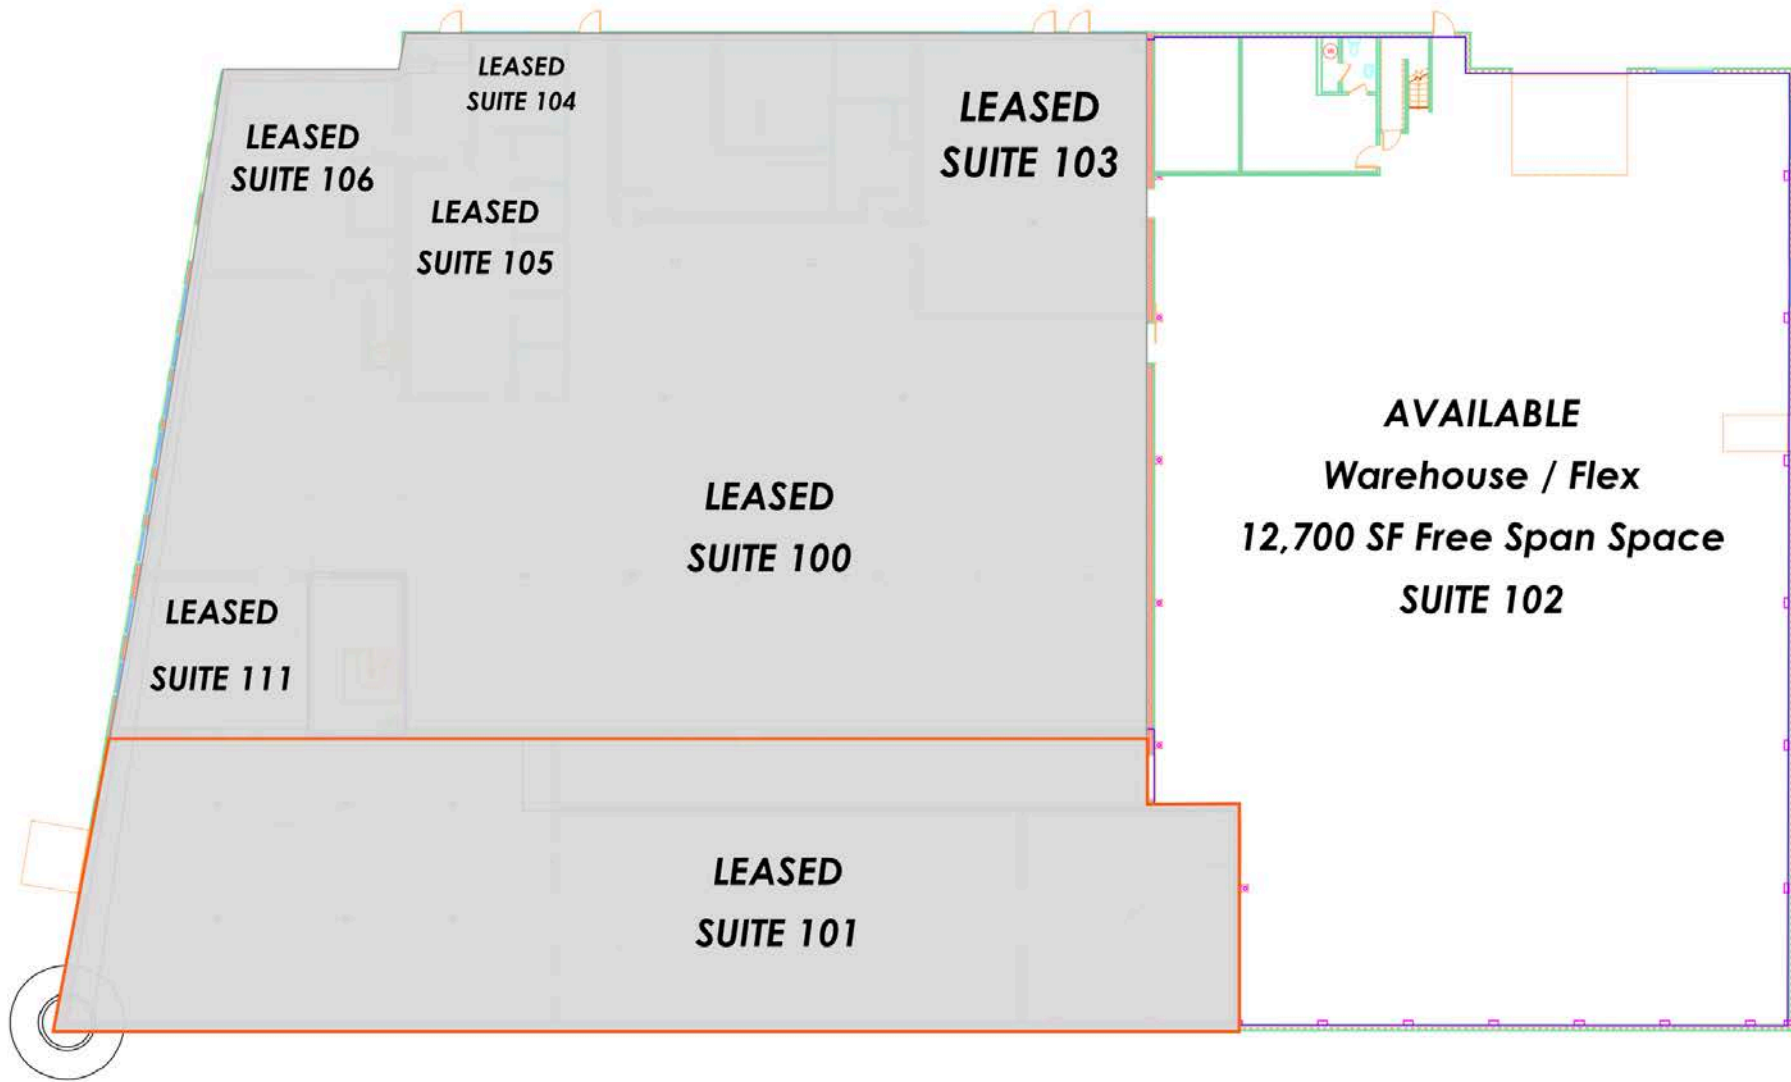 LEASED
SUITE 104
LEASED
SUITE 103
LEASED
SUITE 106
LEASED
SUITE 105
AVAILABLE
Warehouse / Flex
12,700 SF Free Span Space
SUITE 102
LEASED
SUITE 100
LEASED
SUITE 111
LEASED
SUITE 101